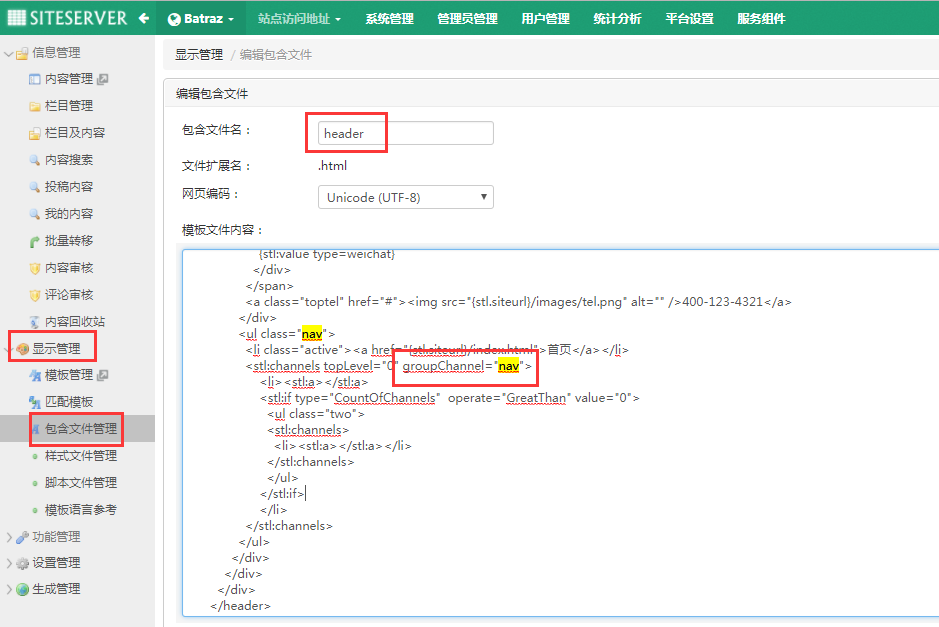 SITESERVER Batraz 站点访问地址 系统管理 管理员管理 用户管理 统计分析 平台设置 服务组件
信息管理
内容管理
栏目管理
栏目及内容
内容搜索
投稿内容
我的内容
批量转移
内容审核
评论审核
内容回收站
显示管理
模板管理
匹配模板
包含文件管理
样式文件管理
脚本文件管理
模板语言参考
功能管理
设置管理
生成管理
显示管理 / 编辑包含文件
编辑包含文件
包含文件名： header
文件扩展名： .html
网页编码： Unicode (UTF-8)
模板文件内容：
{stl:value type=weichat}
</div>
</span>
<a class="toptel" href="#"><img src="{stl.siteurl}/images/tel.png" alt="" />400-123-4321</a>
</div>
<ul class="nav">
<li class="active"><a href="{stl.siteurl}/index.html">首页</a></li>
<stl:channels topLevel="0" groupChannel="nav">
<li><stl:a></stl:a>
<stl:if type="CountOfChannels" operate="GreatThan" value="0">
<ul class="two">
<stl:channels>
<li><stl:a></stl:a></li>
</stl:channels>
</ul>
</stl:if>
</li>
</stl:channels>
</ul>
</div>
</div>
</div>
</header>